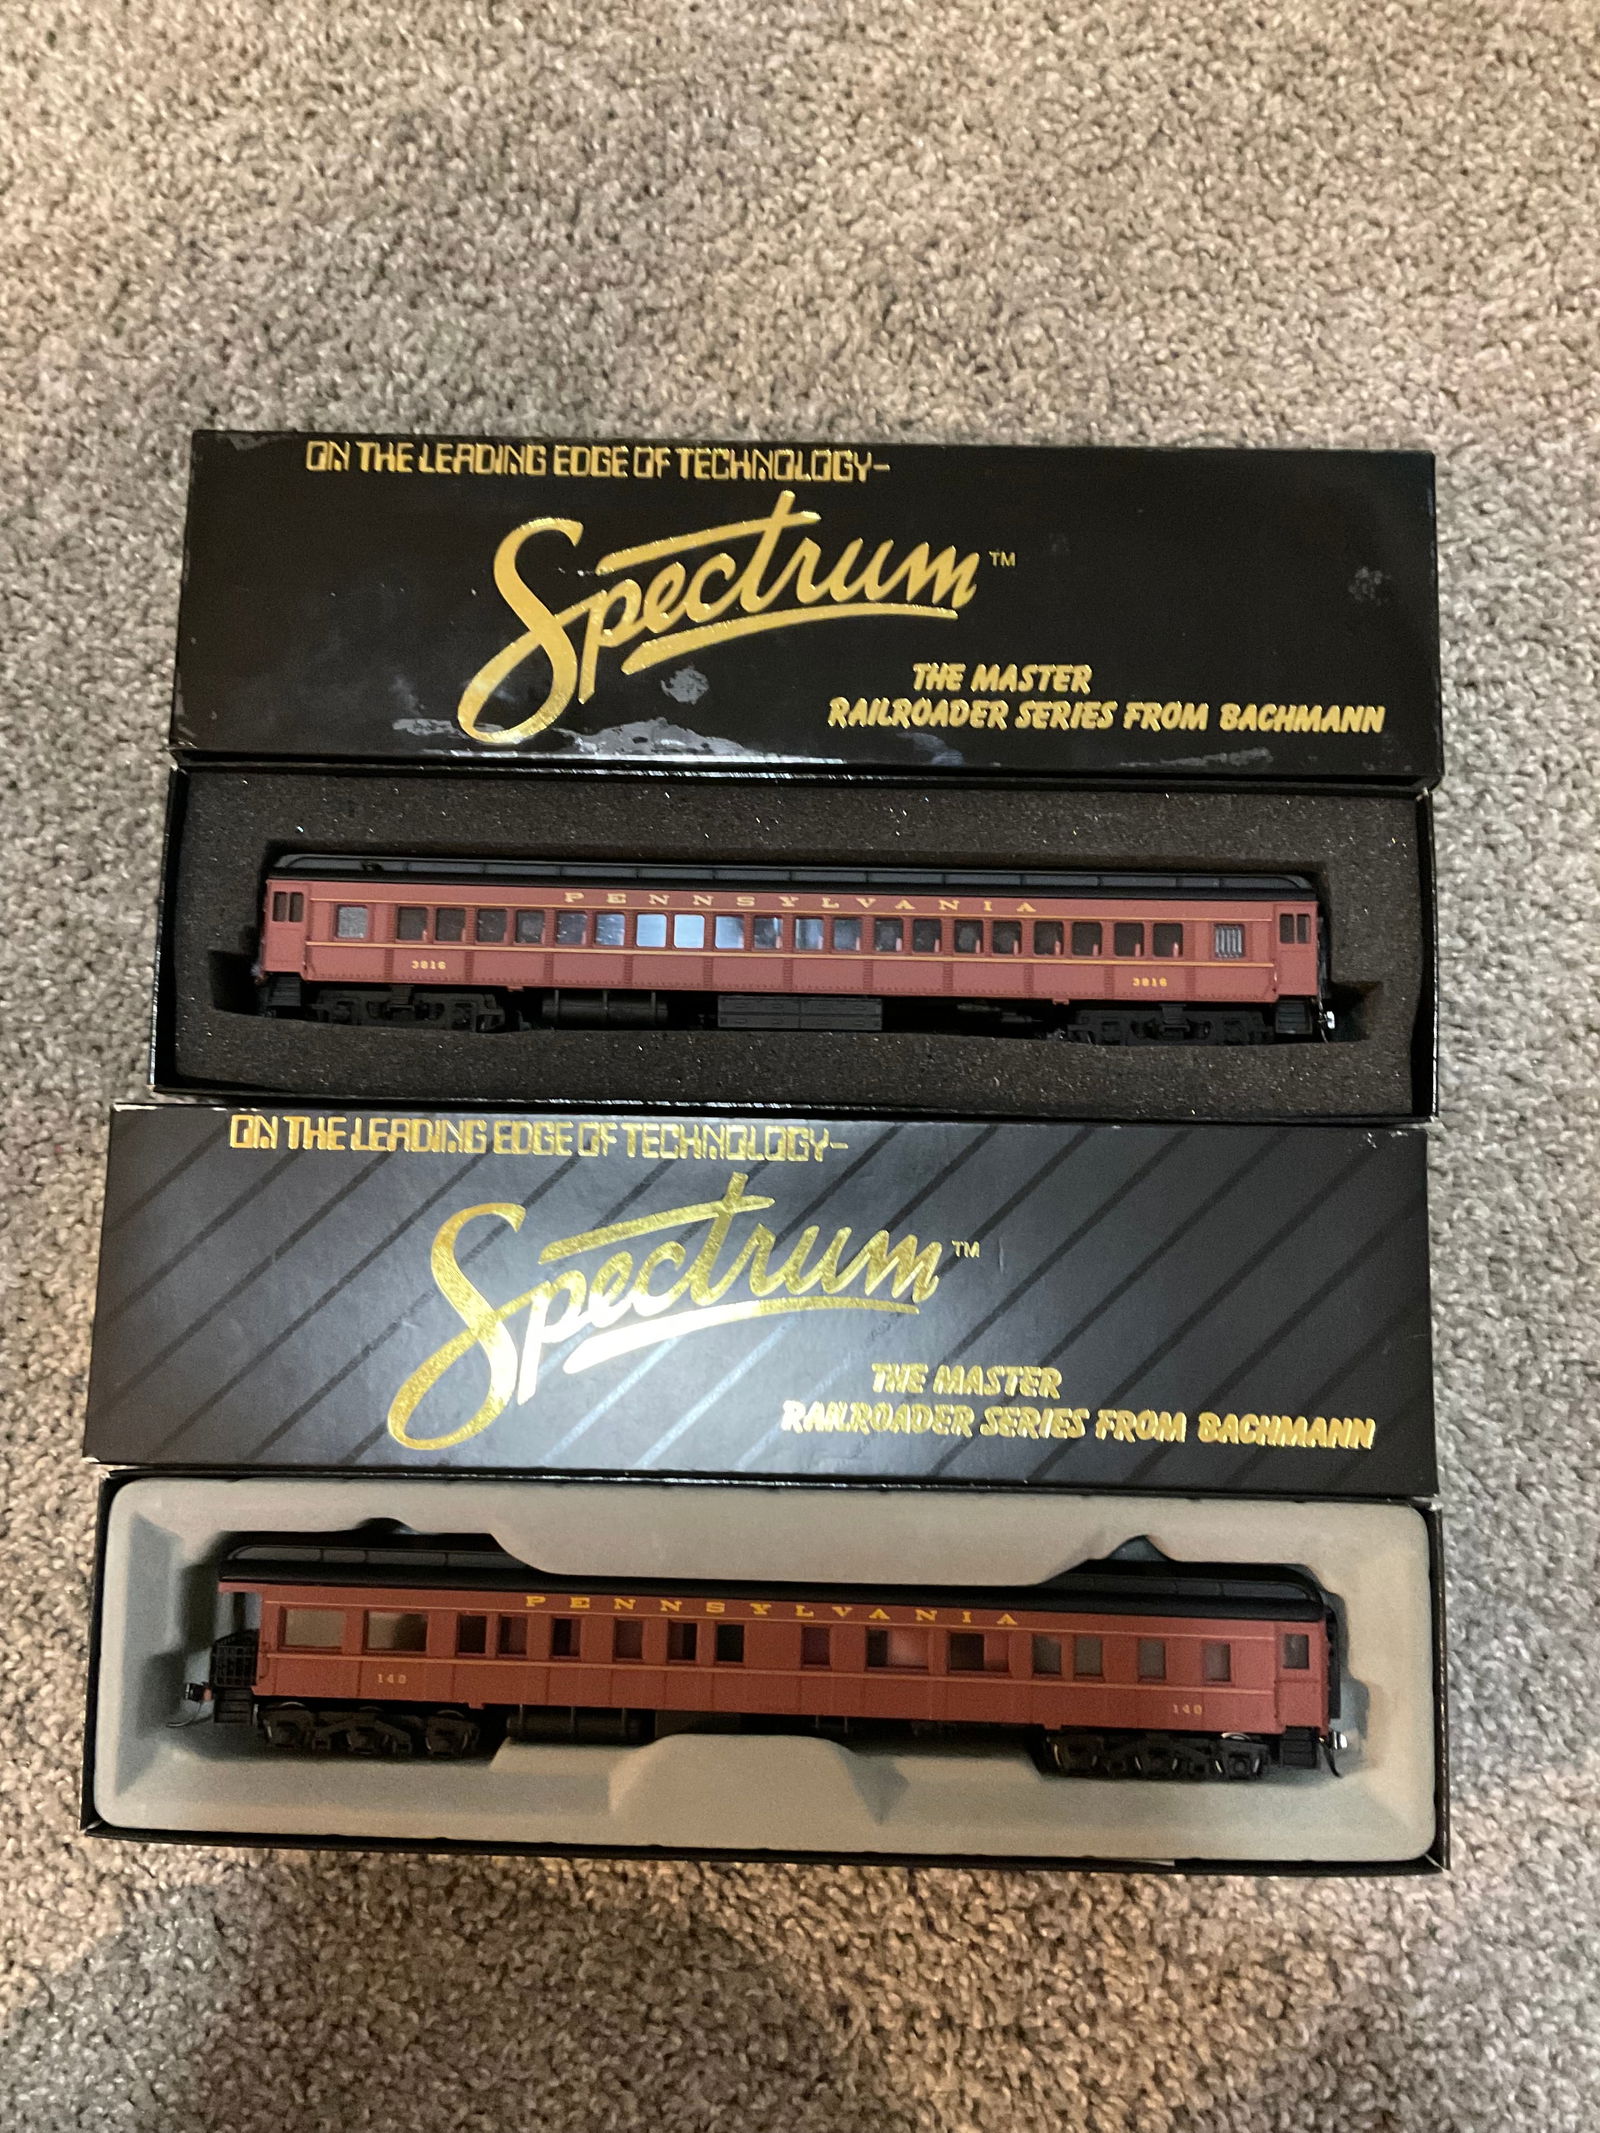 ON THE LEADING EDGE OF TECHNOLOGY-
Spectrum™
THE MASTER
RAILROADER SERIES FROM BACHMANN
PENNSYLVANIA
3816 3816
ON THE LEADING EDGE OF TECHNOLOGY-
Spectrum™
THE MASTER
RAILROADER SERIES FROM BACHMANN
PENNSYLVANIA
140 140